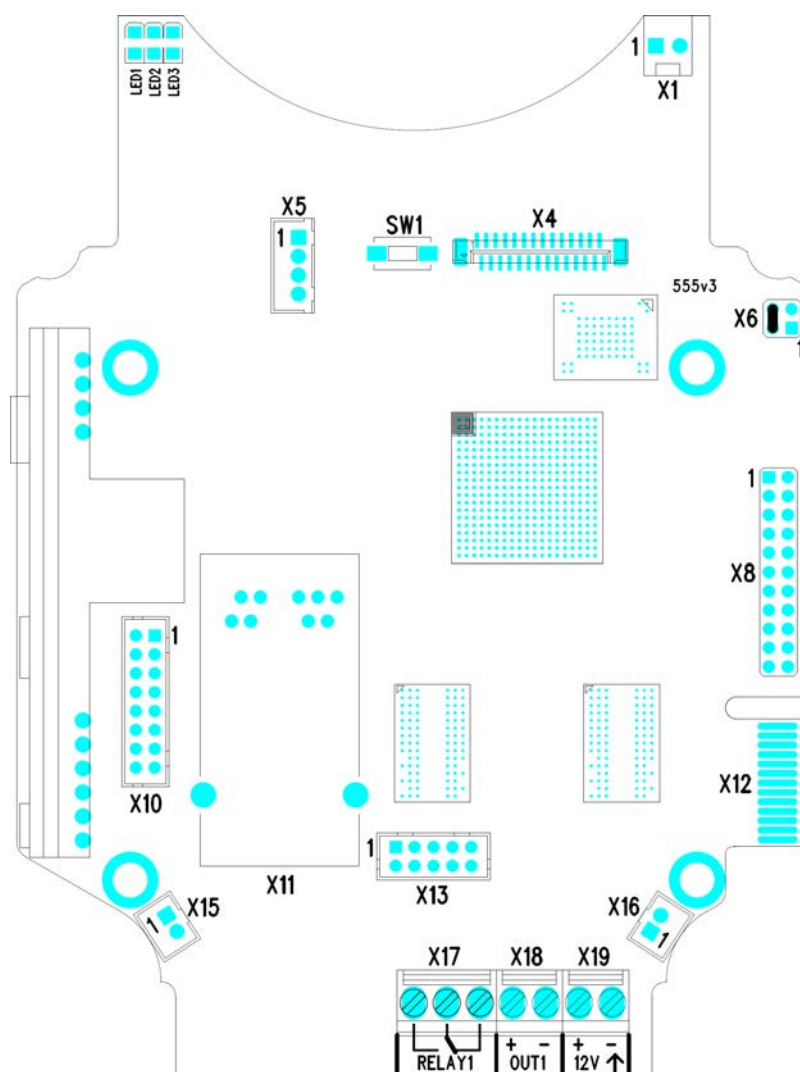 1
X1
LED1
LED2
LED3
X5
1
SW1
X4
555v3
X6
1
1
X8
1
X10
X12
1
X11
X13
X15
1
X16
1
X17
X18
X19
RELAY1
+ -
OUT1
+ -
12V ↑